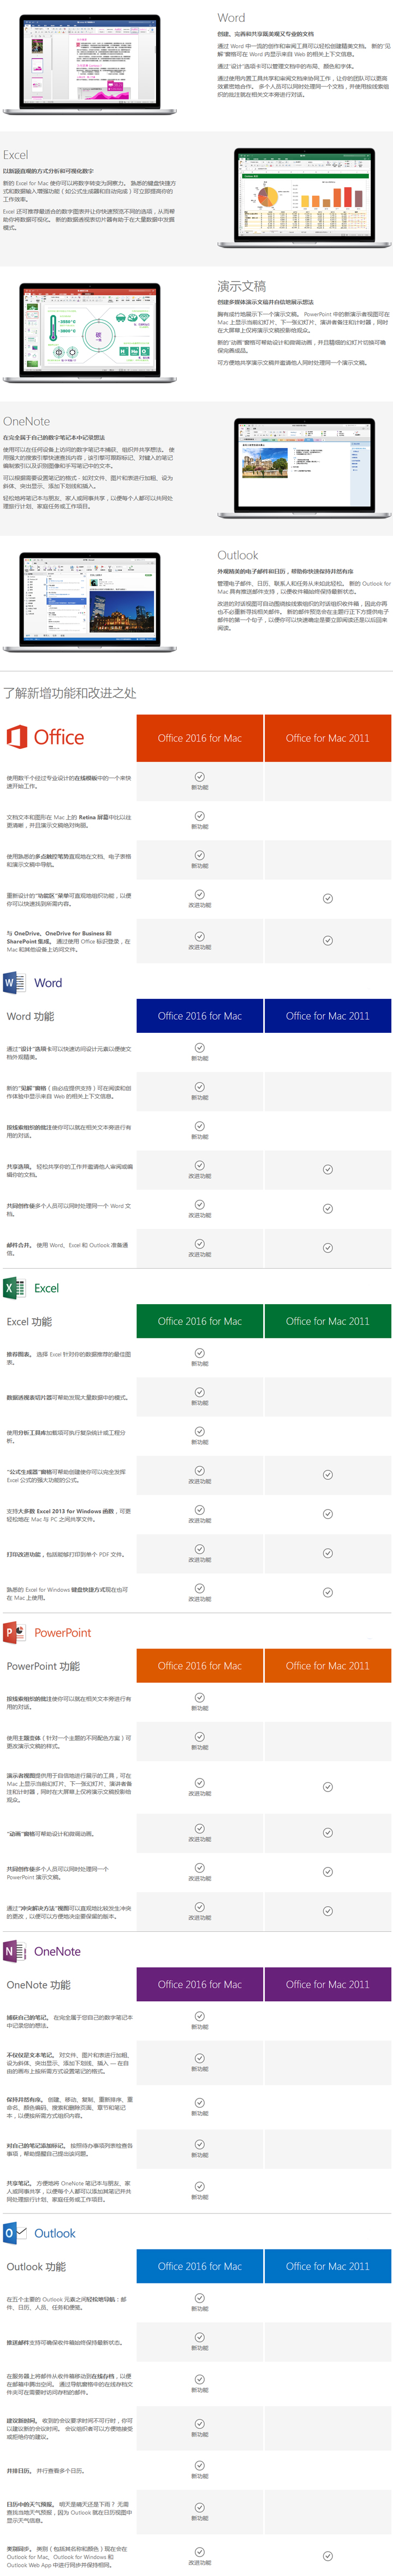 Word
创建、完善和共享既美观又专业的文档
通过 Word 中一流的创作和审阅工具可以轻松创建精美文档。 新的"见
解"窗格可在 Word 内显示来自 Web 的相关上下文信息。
通过"设计"选项卡可以管理文档中的布局、颜色和字体。
通过使用内置工具共享和审阅文档来协同工作，让你的团队可以更高
效紧密地合作。 多个人员可以同时处理同一个文档，并使用按线索组
织的批注就在相关文本旁进行对话。
Excel
以新颖直观的方式分析和可视化数字
新的 Excel for Mac 使你可以将数字转变为洞察力。 熟悉的键盘快捷方
式和数据输入增强功能（如公式生成器和自动完成）可立即提高你的
工作效率。
Excel 还可推荐最适合的数字图表并让你快速预览不同的选项，从而帮
助你将数据可视化。 新的数据透视表切片器有助于在大量数据中发展
模式。
演示文稿
创建多媒体演示文稿并自信地展示想法
胸有成竹地展示下一个演示文稿。 PowerPoint 中的新演示者视图可在
Mac 上显示当前幻灯片、下一张幻灯片、演讲者备注和计时器，同时
在大屏幕上仅将演示文稿投影给观众。
新的"动画"窗格可帮助设计和微调动画，并且精细的幻灯片切换可确
保完善成品。
可方便地共享演示文稿并邀请他人同时处理同一个演示文稿。
OneNote
在完全属于自己的数字笔记本中记录想法
使用可以在任何设备上访问的数字笔记本捕获、组织并共享想法。 使
用强大的搜索引擎快速查找内容，该引擎可跟踪标记、对键入的笔记
编制索引以及识别图像和手写笔记中的文本。
可以根据需要设置笔记的格式 - 如对文件、图片和表进行加粗、设为
斜体、突出显示、添加下划线和插入。
轻松地将笔记本与朋友、家人或同事共享，以便每个人都可以共同处
理旅行计划、家庭任务或工作项目。
Outlook
外观精美的电子邮件和日历，帮助你快速保持井然有序
管理电子邮件、日历、联系人和任务从未如此轻松。 新的 Outlook for
Mac 具有推送邮件支持，以便收件箱始终保持最新状态。
改进的对话视图可自动围绕按线索组织的对话组织收件箱，因此你再
也不必重新寻找相关邮件。 新的邮件预览会在主题行正下方提供电子
邮件的第一个句子，以便你可以快速确定是要立即阅读还是以后回来
阅读。
了解新增功能和改进之处
Office
Office 2016 for Mac
Office for Mac 2011
使用数千个经过专业设计的在线模板中的一个来快
速开始工作。
新功能
文档文本和图形在 Mac 上的 Retina 屏幕中比以往
更清晰，并且演示文稿绝对绚丽。
新功能
使用熟悉的多点触控笔势直观地在文档、电子表格
和演示文稿中导航。
新功能
重新设计的"功能区"菜单可直观地组织功能，以便
你可以快速找到所需内容。
改进功能
与 OneDrive、OneDrive for Business 和
SharePoint 集成。 通过使用 Office 标识登录，在
Mac 和其他设备上访问文件。
改进功能
Word
Word 功能
Office 2016 for Mac
Office for Mac 2011
通过"设计"选项卡可以快速访问设计元素以便使文
档外观精美。
新功能
新的"见解"窗格（由必应提供支持）可在阅读和创
作体验中显示来自 Web 的相关上下文信息。
新功能
按线索组织的批注使你可以就在相关文本旁进行有
用的对话。
新功能
共享选项。 轻松共享你的工作并邀请他人审阅或编
辑你的文档。
改进功能
共同创作使多个人员可以同时处理同一个 Word 文
档。
改进功能
邮件合并。 使用 Word、Excel 和 Outlook 准备通
信。
改进功能
Excel
Excel 功能
Office 2016 for Mac
Office for Mac 2011
推荐图表。 选择 Excel 针对你的数据推荐的最佳图
表。
新功能
数据透视表切片器可帮助发现大量数据中的模式。
新功能
使用分析工具库加载项可执行复杂统计或工程分
析。
新功能
"公式生成器"窗格可帮助创建使你可以完全发挥
Excel 公式的强大功能的公式。
改进功能
支持大多数 Excel 2013 for Windows 函数，可更
轻松地在 Mac 与 PC 之间共享文件。
改进功能
打印改进功能，包括能够打印到单个 PDF 文件。
改进功能
熟悉的 Excel for Windows 键盘快捷方式现在也可
在 Mac 上使用。
改进功能
PowerPoint
PowerPoint 功能
Office 2016 for Mac
Office for Mac 2011
按线索组织的批注使你可以就在相关文本旁进行有
用的对话。
新功能
使用主题变体（针对一个主题的不同配色方案）可
更改演示文稿的样式。
新功能
演示者视图提供用于自信地进行展示的工具，可在
Mac 上显示当前幻灯片、下一张幻灯片、演讲者备
注和计时器，同时在大屏幕上仅将演示文稿投影给
观众。
改进功能
"动画"窗格可帮助设计和微调动画。
改进功能
共同创作使多个人员可以同时处理同一个
PowerPoint 演示文稿。
改进功能
通过"冲突解决方法"视图可以直观地比较发生冲突
的更改，以便可以方便地决定要保留的版本。
改进功能
OneNote
OneNote 功能
Office 2016 for Mac
Office for Mac 2011
捕获自己的笔记。 在完全属于您自己的数字笔记本
中记录您的想法。
新功能
不仅仅是文本笔记。 对文件、图片和表进行加粗、
设为斜体、突出显示、添加下划线、插入 — 在自
由的画布上按所需方式设置笔记的格式。
新功能
保持井然有序。 创建、移动、复制、重新排序、重
命名、颜色编码、搜索和删除页面、章节和笔记
本，以便按所需方式组织内容。
新功能
对自己的笔记添加标记。 按照待办事项列表检查各
事项，帮助提醒自己提出该问题。
新功能
共享笔记。 方便地将 OneNote 笔记本与朋友、家
人或同事共享，以便每个人都可以添加其笔记并共
同处理旅行计划、家庭任务或工作项目。
新功能
Outlook
Outlook 功能
Office 2016 for Mac
Office for Mac 2011
在五个主要的 Outlook 元素之间轻松地导航：邮
件、日历、人员、任务和便笺。
新功能
推送邮件支持可确保收件箱始终保持最新状态。
新功能
在服务器上将邮件从收件箱移动到在线存档，以便
在邮箱中腾出空间。 通过导航窗格中的在线存档文
件夹可在需要时访问存档的邮件。
新功能
建议新时间。 收到的会议要求时间不可行时，你可
以建议新的会议时间。 会议组织者可以方便地接受
或拒绝你的建议。
新功能
并排日历。 并行查看多个日历。
新功能
日历中的天气预报。 明天是晴天还是下雨？ 无需
查找当地天气预报，因为 Outlook 就在日历视图中
显示天气信息。
新功能
类别同步。 类别（包括其名称和颜色）现在会在
Outlook for Mac、Outlook for Windows 和
Outlook Web App 中进行同步并保持相同。
改进功能